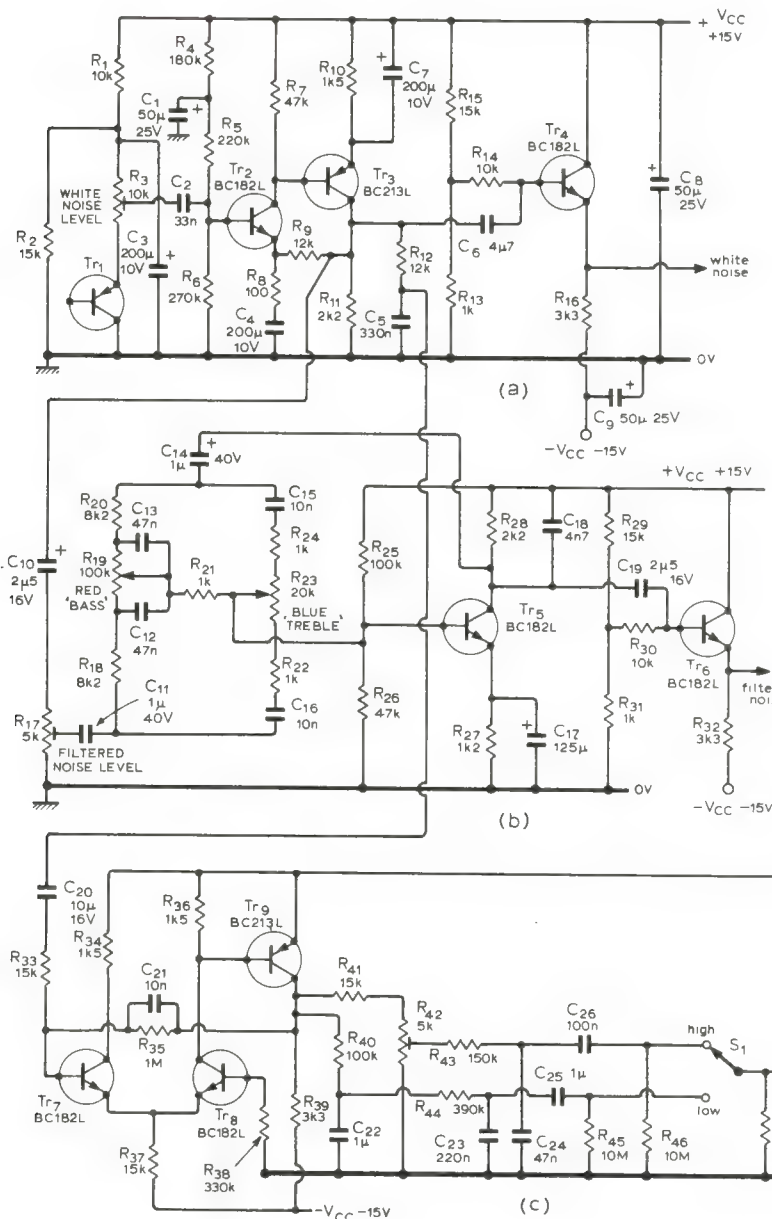 R1
10k
R2
15k
R3
10k
WHITE
NOISE
LEVEL
Tr1
C3
200µ
10V
R4
180k
C1
50µ
25V
R5
220k
C2
33n
R6
270k
Tr2
BC182L
R7
47k
R8
100
C4
200µ
10V
R9
12k
R10
1k5
C7
200µ
10V
Tr3
BC213L
R11
2k2
R12
12k
C5
330n
C6
4µ7
R15
15k
R14
10k
R13
1k
Tr4
BC182L
R16
3k3
C8
50µ
25V
+ VCC
+15V
white
noise
0V
(a)
C9 50µ 25V
−VCC −15V
C10
2µ5
16V
R17
5k
FILTERED
NOISE LEVEL
C11
1µ
40V
C14
1µ
40V
R20
8k2
C13
47n
R19
100k
RED
'BASS'
C12
47n
R18
8k2
R21
1k
C15
10n
R24
1k
R23
20k
'BLUE
TREBLE'
R22
1k
C16
10n
R25
100k
R26
47k
Tr5
BC182L
R28
2k2
C18
4n7
R27
1k2
C17
125µ
C19 2µ5
16V
R29
15k
R30
10k
R31
1k
Tr6
BC182L
R32
3k3
+VCC +15V
filter
noi
0V
−VCC −15V
(b)
C20
10µ
16V
R33
15k
R34
1k5
C21
10n
R35
1M
R36
1k5
Tr9
BC213L
Tr7
BC182L
Tr8
BC182L
R37
15k
R38
330k
R39
3k3
R40
100k
R41
15k
R42
5k
R43 150k
R44 390k
C22
1µ
C23
220n
C24
47n
C25 1µ
C26
100n
R45
10M
R46
10M
high
low
S1
−VCC −15V
(c)